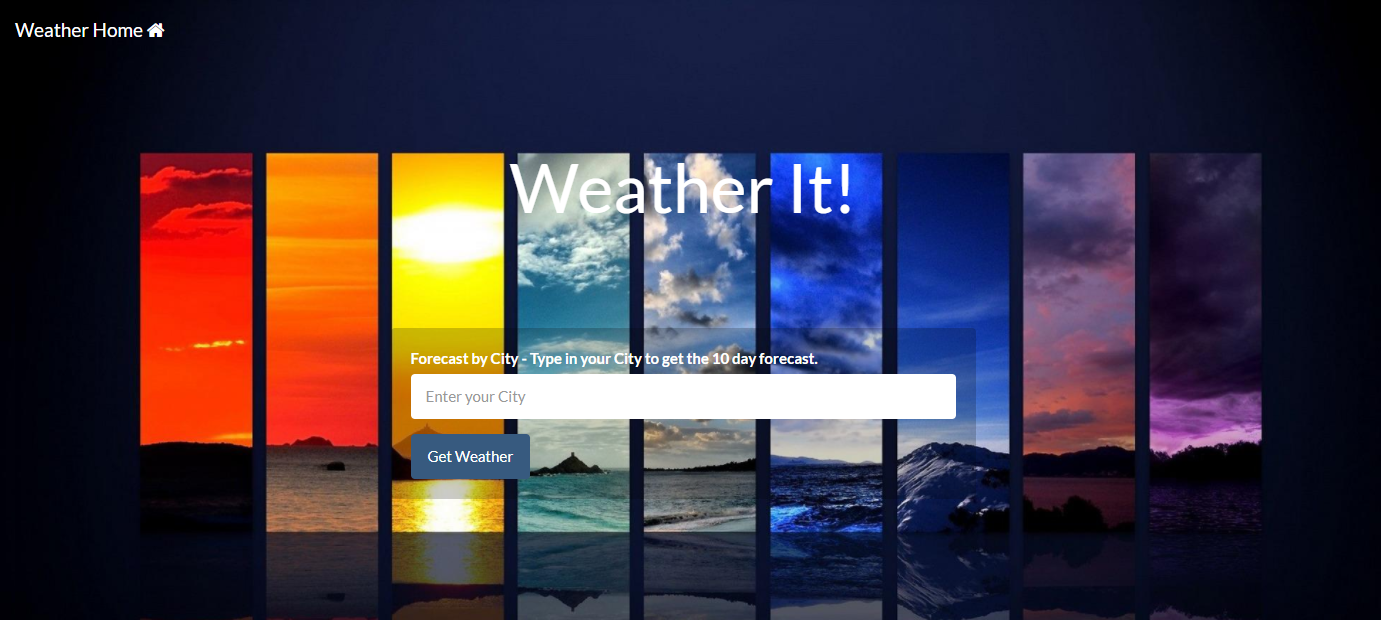 Weather Home
Weather It!
Forecast by City - Type in your City to get the 10 day forecast.
Enter your City
Get Weather